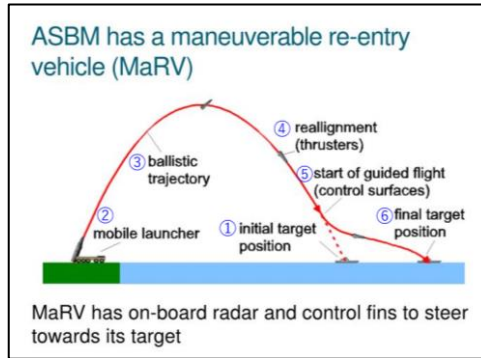 ASBM has a maneuverable re-entry
vehicle (MaRV)
④ reallignment
(thrusters)
③ ballistic
trajectory
⑤ start of guided flight
(control surfaces)
② mobile launcher
① initial target
position
⑥ final target
position
MaRV has on-board radar and control fins to steer
towards its target